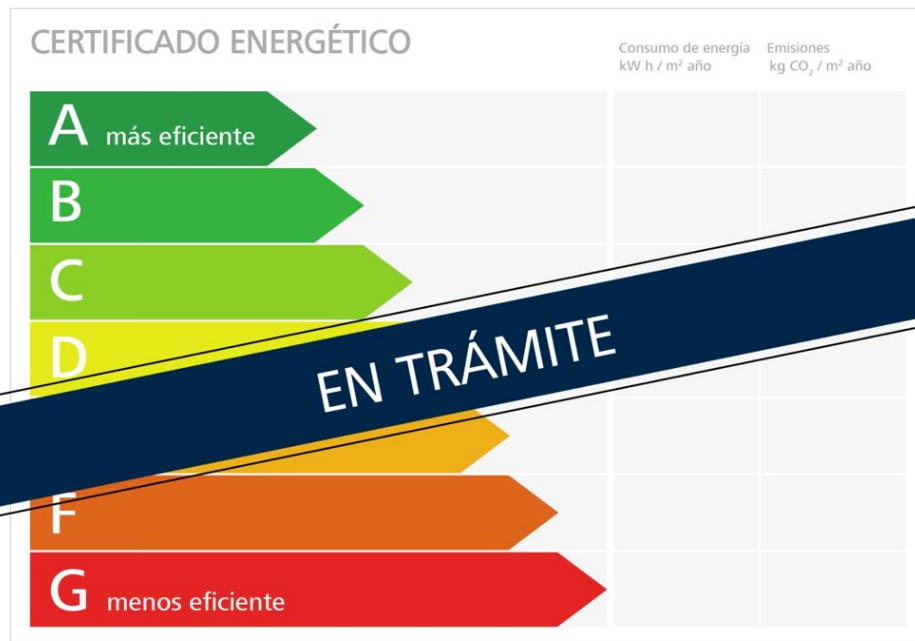 CERTIFICADO ENERGÉTICO
Consumo de energía
kW h / m² año
Emisiones
kg CO₂ / m² año
A más eficiente
B
C
D
EN TRÁMITE
F
G menos eficiente